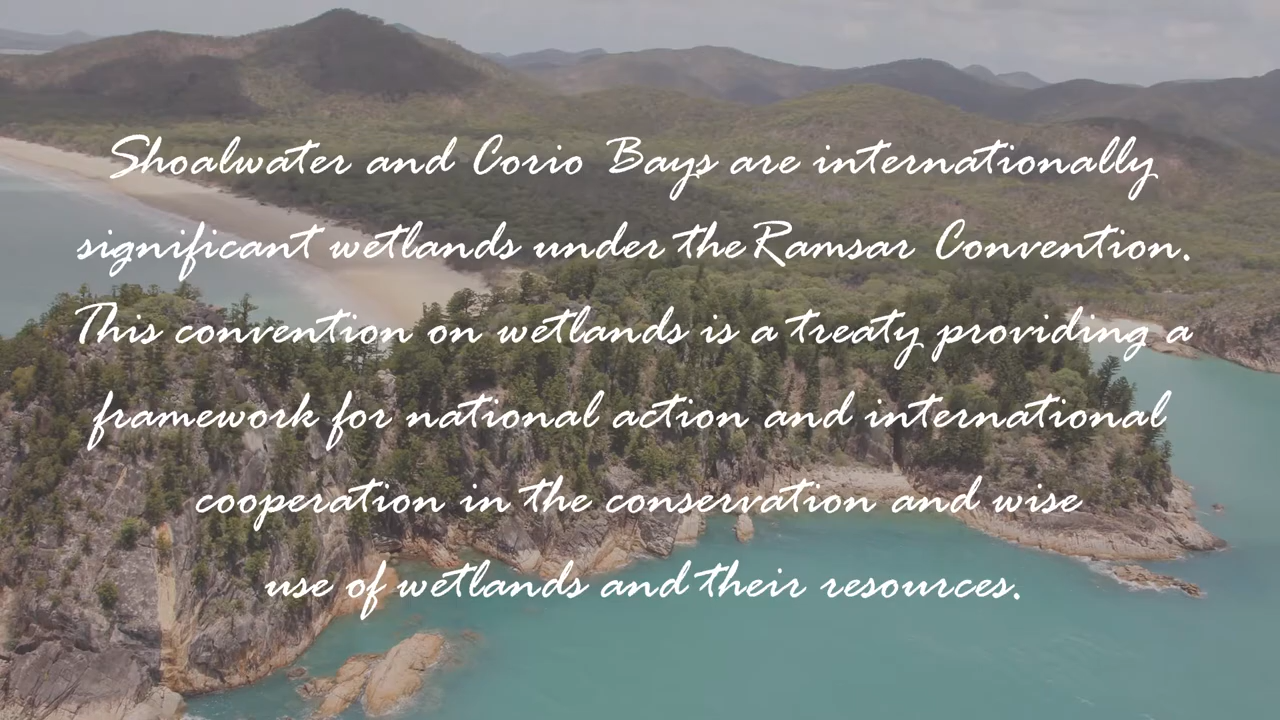 Shoalwater and Corio Bays are internationally
significant wetlands under the Ramsar Convention.
This convention on wetlands is a treaty providing a
framework for national action and international
cooperation in the conservation and wise
use of wetlands and their resources.